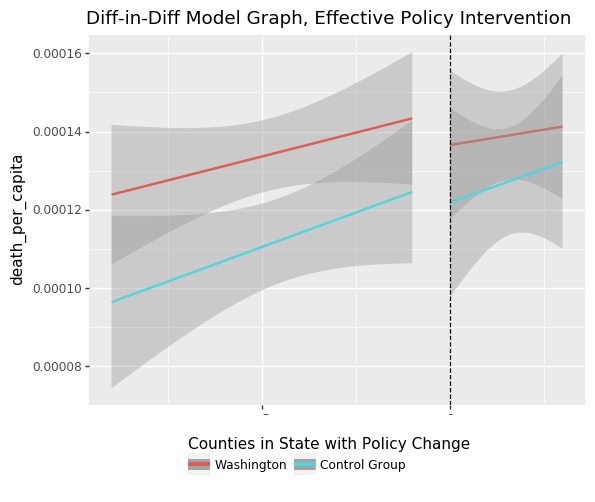 Diff-in-Diff Model Graph, Effective Policy Intervention
0.00016
0.00014
0.00012
0.00010
0.00008
death_per_capita
Counties in State with Policy Change
Washington
Control Group